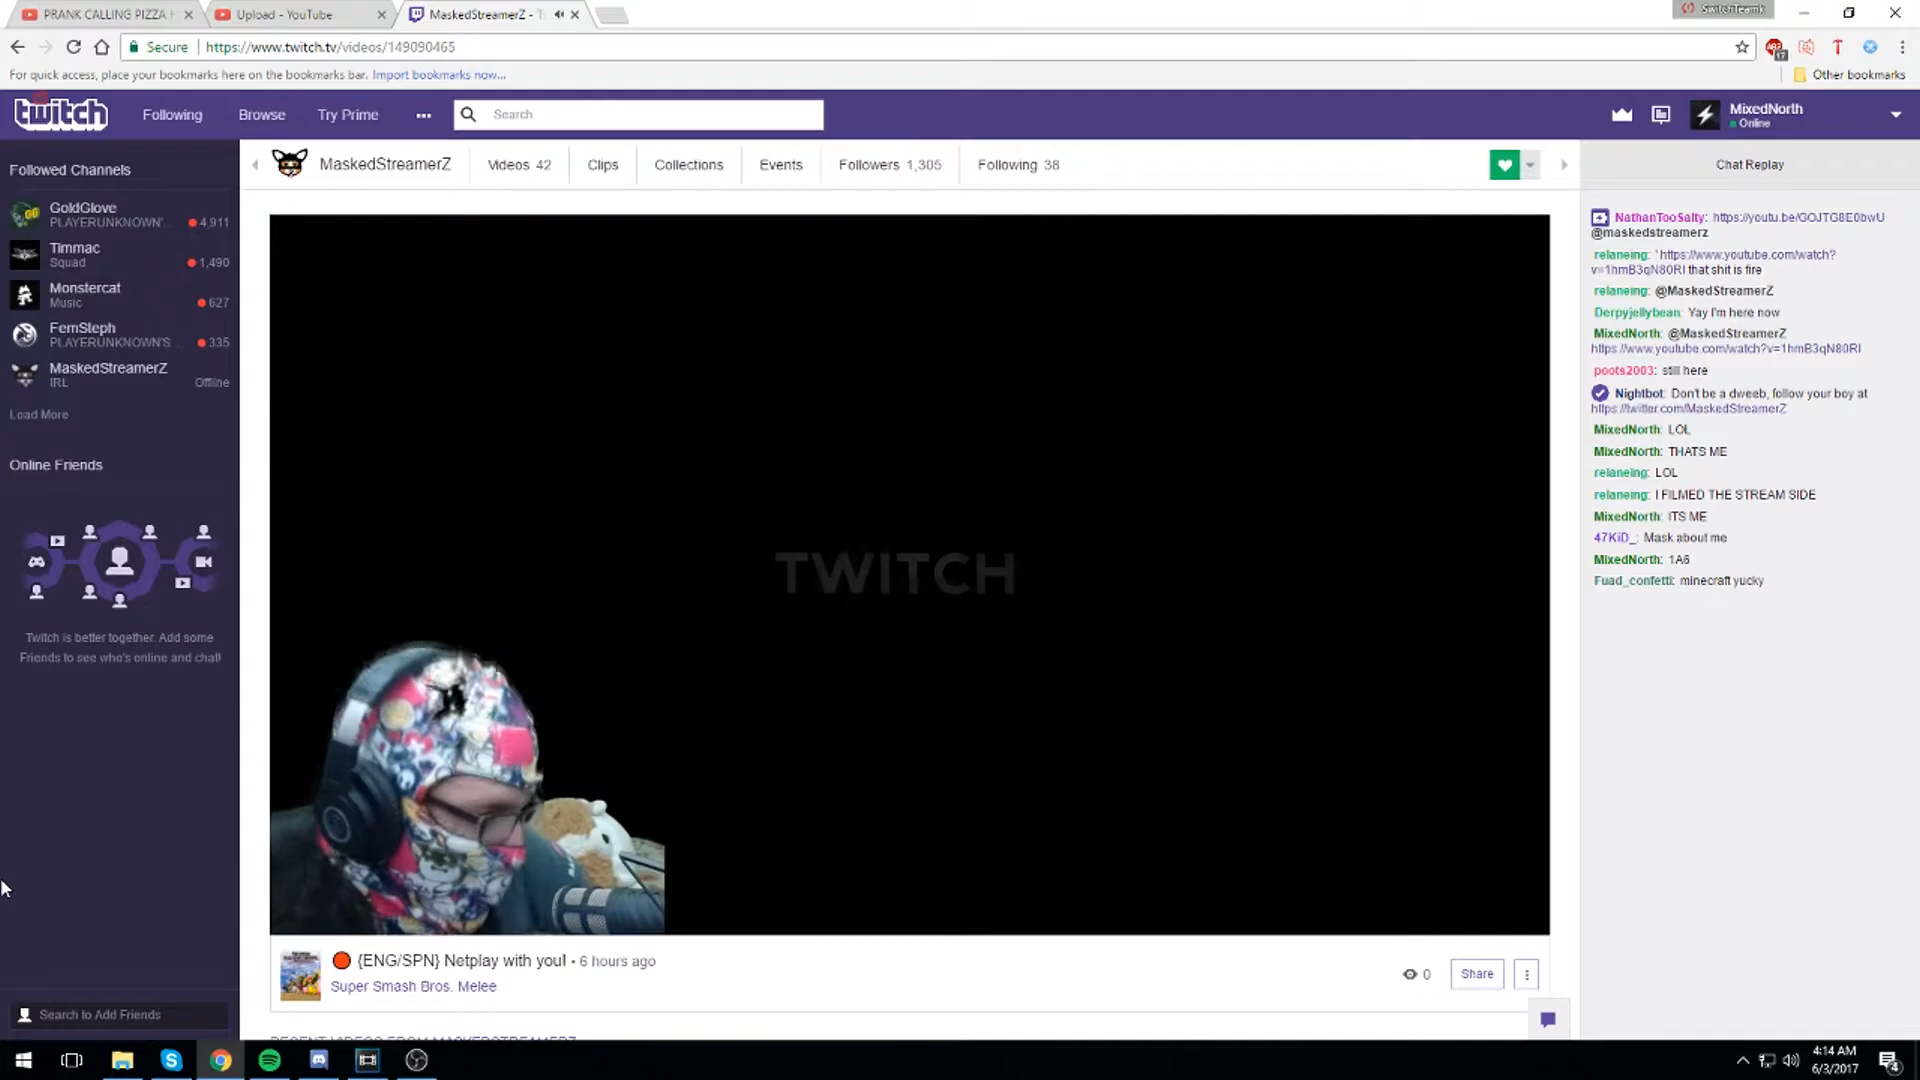 PRANK CALLING PIZZA
Upload - YouTube
MaskedStreamerZ - 
SwitchTeamk
Secure
https://www.twitch.tv/videos/149090465
17
For quick access, place your bookmarks here on the bookmarks bar. Import bookmarks now...
Other bookmarks
twitch
Following
Browse
Try Prime
Search
MixedNorth
Online
Followed Channels
GoldGlove
PLAYERUNKNOWN'...
4,911
Timmac
Squad
1,490
Monstercat
Music
627
FemSteph
PLAYERUNKNOWN'S ...
335
MaskedStreamerZ
IRL
Offline
Load More
Online Friends
Twitch is better together. Add some
Friends to see who's online and chat!
Search to Add Friends
MaskedStreamerZ
Videos 42
Clips
Collections
Events
Followers 1,305
Following 38
TWITCH
{ENG/SPN} Netplay with you! • 6 hours ago
Super Smash Bros. Melee
0
Share
RECENT VIDEOS FROM MASKEDSTREAMERZ
Chat Replay
NathanTooSalty: https://youtu.be/GOJTG8E0bwU
@maskedstreamerz
relaneing: ' https://www.youtube.com/watch?
v=1hmB3qN80RI that shit is fire
relaneing: @MaskedStreamerZ
Derpyjellybean: Yay I'm here now
MixedNorth: @MaskedStreamerZ
https://www.youtube.com/watch?v=1hmB3qN80RI
poots2003: still here
Nightbot: Don't be a dweeb, follow your boy at
https://twitter.com/MaskedStreamerZ
MixedNorth: LOL
MixedNorth: THATS ME
relaneing: LOL
relaneing: I FILMED THE STREAM SIDE
MixedNorth: ITS ME
47KiD_: Mask about me
MixedNorth: 1A6
Fuad_confetti: minecraft yucky
4:14 AM
6/3/2017
4